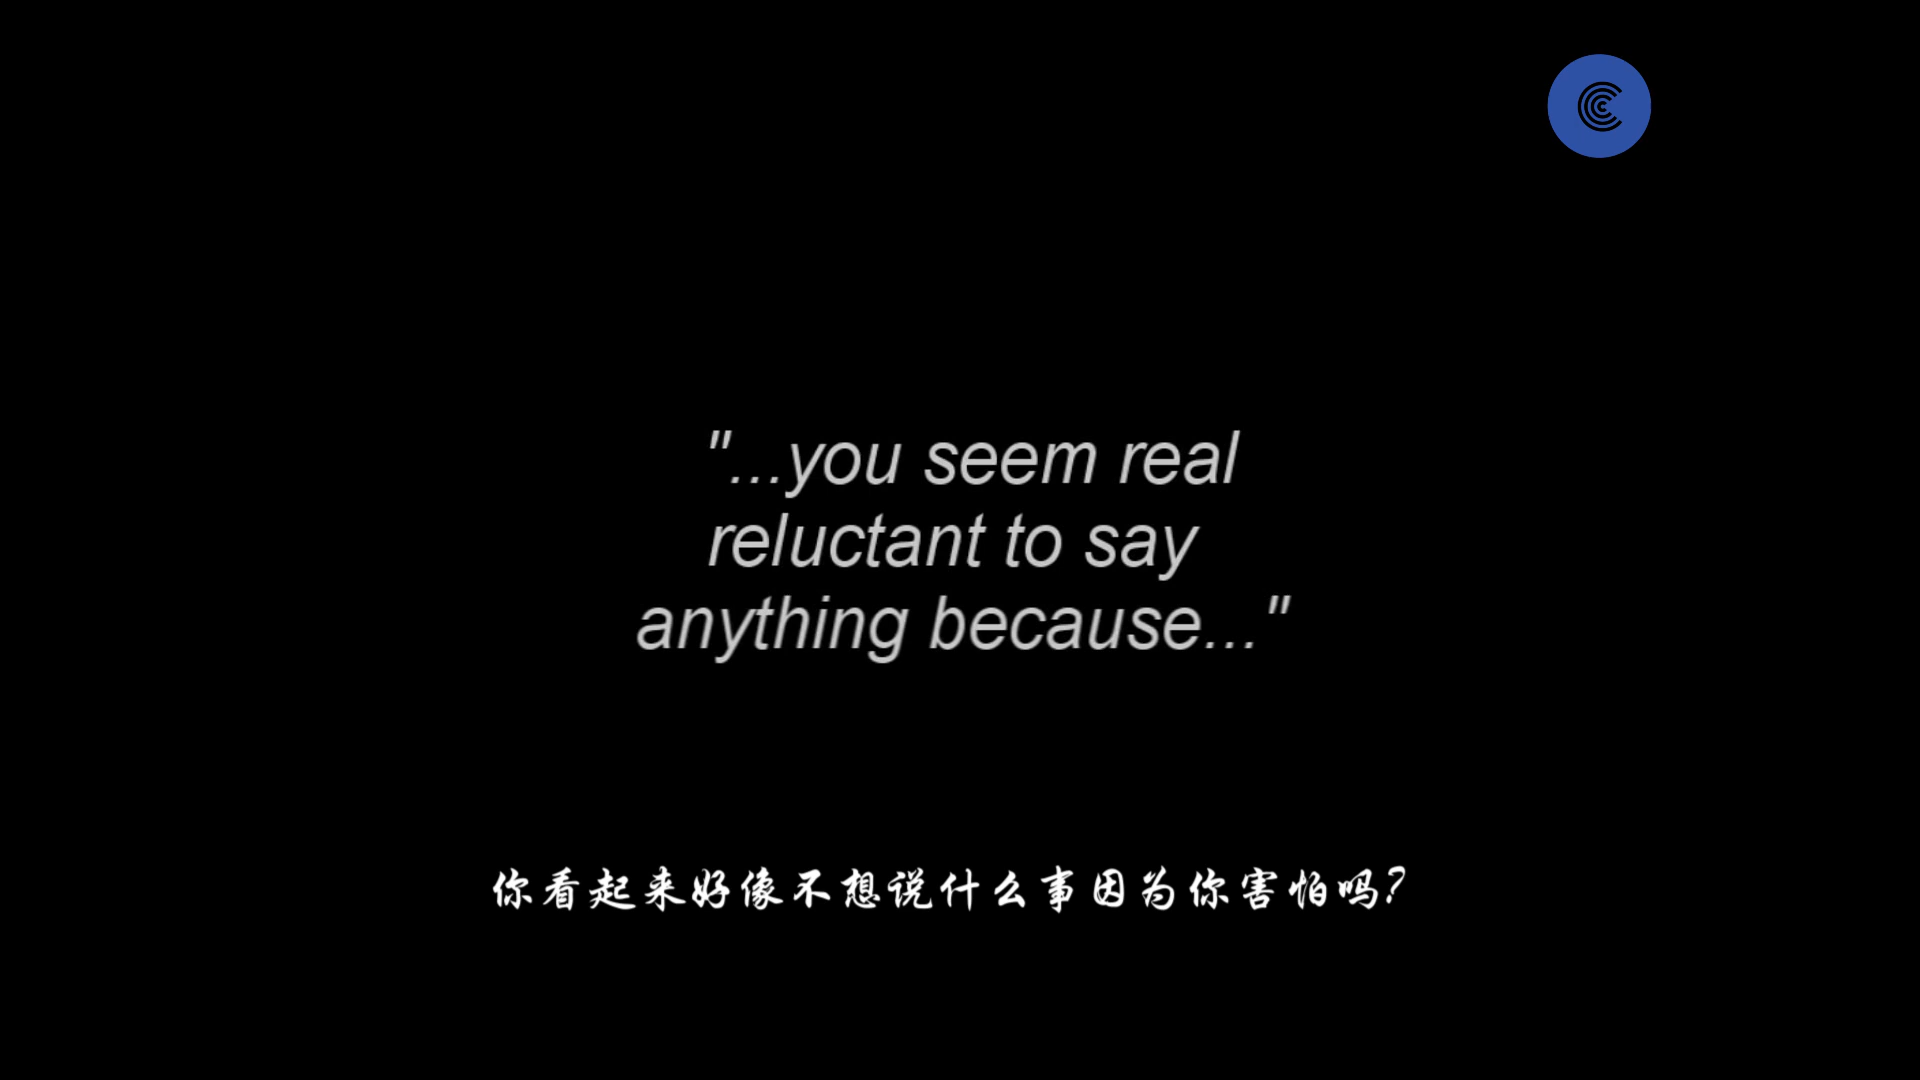 "...you seem real
reluctant to say
anything because..."
你看起来好像不想说什么事因为你害怕吗?